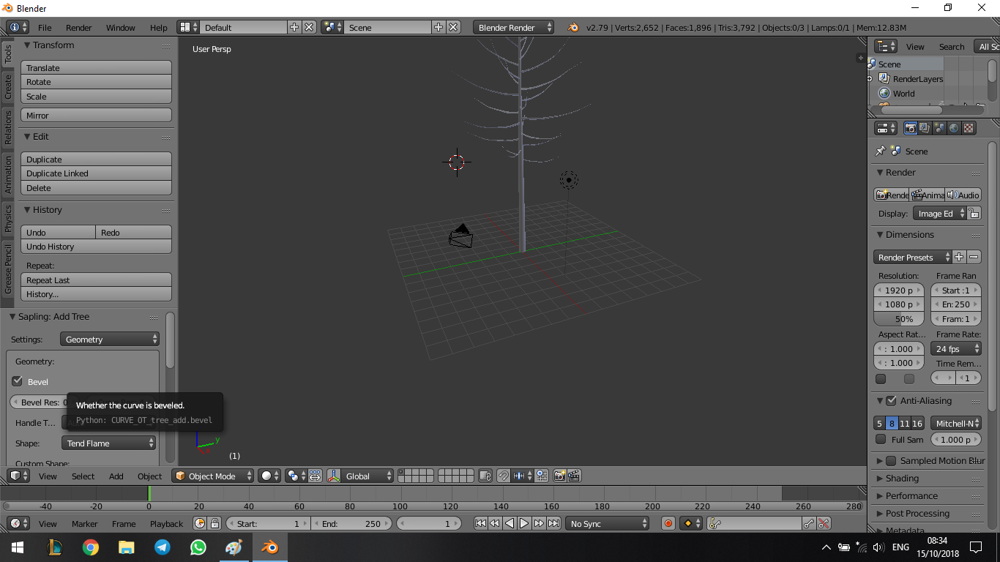 Blender
File Render Window Help Default Scene Blender Render v2.79 | Verts:2,652 | Faces:1,896 | Tris:3,792 | Objects:0/3 | Lamps:0/1 | Mem:12.83M
Tools
Create
Relations
Animation
Physics
Grease Pencil
Transform
Translate
Rotate
Scale
Mirror
Edit
Duplicate
Duplicate Linked
Delete
History
Undo Redo
Undo History
Repeat:
Repeat Last
History...
Sapling: Add Tree
Settings: Geometry
Geometry:
Bevel
Bevel Res: 0
Handle T...
Shape: Tend Flame
Custom Shape:
Whether the curve is beveled.
Python: CURVE_OT_tree_add.bevel
User Persp
y
(1)
View Select Add Object Object Mode Global
View Search All Sc
Scene
RenderLayers
World
Scene
Render
Rende Anima Audio
Display: Image Ed
Dimensions
Render Presets
Resolution: Frame Ran
1920 p Start :1
1080 p En: 250
50% Fram: 1
Aspect Rat... Frame Rate:
: 1.000 24 fps
: 1.000 Time Rem...
1
Anti-Aliasing
5 8 11 16 Mitchell-N
Full Sam 1.000 p
Sampled Motion Blur
Shading
Performance
Post Processing
Metadata
-40 -20 0 20 40 60 80 100 120 140 160 180 200 220 240 260 280
View Marker Frame Playback Start: 1 End: 250 1 No Sync
ENG
08:34
15/10/2018